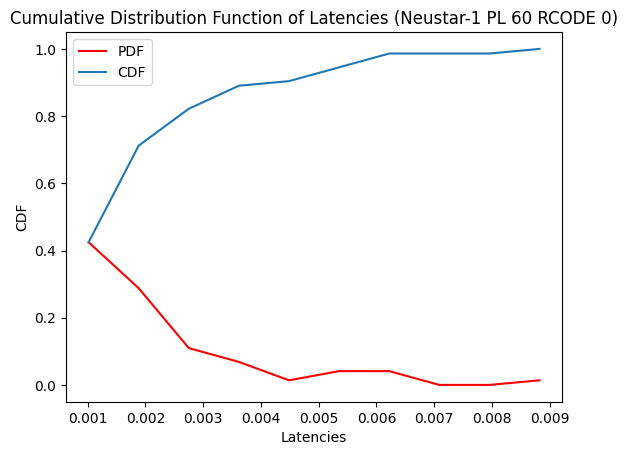 Cumulative Distribution Function of Latencies (Neustar-1 PL 60 RCODE 0)
PDF
CDF
1.0
0.8
0.6
0.4
0.2
0.0
CDF
0.001 0.002 0.003 0.004 0.005 0.006 0.007 0.008 0.009
Latencies